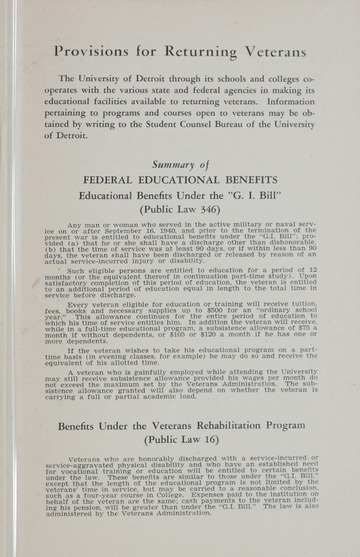 Provisions for Returning Veterans
The University of Detroit through its schools and colleges co-
operates with the various state and federal agencies in making its
educational facilities available to returning veterans. Information
pertaining to programs and courses open to veterans may be ob-
tained by writing to the Student Counsel Bureau of the University
of Detroit.
Summary of
FEDERAL EDUCATIONAL BENEFITS
Educational Benefits Under the "G. I. Bill"
(Public Law 346)
Any man or woman who served in the active military or naval serv-
ice on or after September 16, 1940, and prior to the termination of the
present war is entitled to educational benefits under the "G.I. Bill"; pro-
vided (a) that he or she shall have a discharge other than dishonorable,
(b) that the time of service was at least 90 days, or if within less than 90
days, the veteran shall have been discharged or released by reason of an
actual service-incurred injury or disability.
Such eligible persons are entitled to education for a period of 12
months (or the equivalent thereof in continuation part-time study). Upon
satisfactory completion of this period of education, the veteran is entitled
to an additional period of education equal in length to the total time in
service before discharge.
Every veteran eligible for education or training will receive tuition,
fees, books and necessary supplies up to $500 for an "ordinary school
year." This allowance continues for the entire period of education to
which his time of service entitles him. In addition the veteran will receive,
while in a full-time educational program, a subsistence allowance of $75 a
month if without dependents, or $105 or $120 a month if he has one or
more dependents.
If the veteran wishes to take his educational program on a part-
time basis (in evening classes, for example) he may do so and receive the
equivalent of his allotted time.
A veteran who is gainfully employed while attending the University
may still receive subsistence allowance provided his wages per month do
not exceed the maximum set by the Veterans Administration. The sub-
sistence allowance granted will also depend on whether the veteran is
carrying a full or partial academic load.
Benefits Under the Veterans Rehabilitation Program
(Public Law 16)
Veterans who are honorably discharged with a service-incurred or
service-aggravated physical disability and who have an established need
for vocational training or education will be entitled to certain benefits
under the law. These benefits are similar to those under the "G.I. Bill,"
except that the length of the educational program is not limited by the
veterans' time in service, but may be carried to a reasonable conclusion,
such as a four-year course in College. Expenses paid to the institution on
behalf of the veteran are the same; cash payments to the veteran includ-
ing his pension, will be greater than under the "G.I. Bill." The law is also
administered by the Veterans Administration.